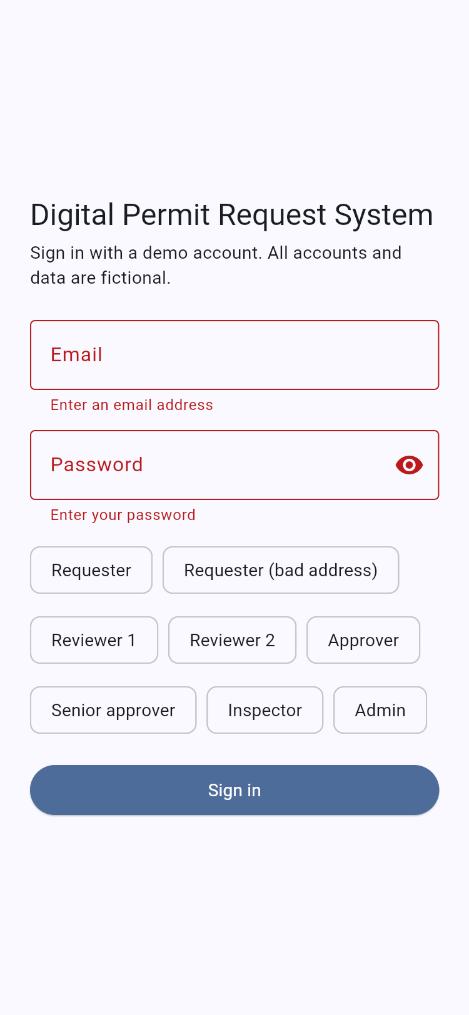 Digital Permit Request System
Sign in with a demo account. All accounts and
data are fictional.
Email
Enter an email address
Password
Enter your password
Requester
Requester (bad address)
Reviewer 1
Reviewer 2
Approver
Senior approver
Inspector
Admin
Sign in